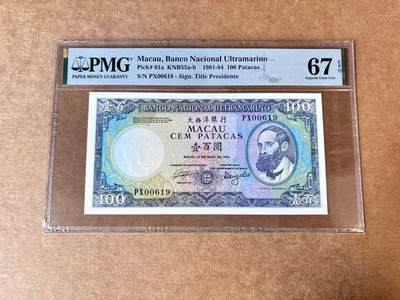 PMG
PAPER MONEY GUARANTY
Macau, Banco Nacional Ultramarino
Pick# 61a KNB55a-b 1981-84 100 Patacas
S/N PX00619 - Sign. Title Presidente
67 EPQ
Superb Gem Unc
BANCO NACIONAL ULTRAMARINO
100
大西洋銀行
PX00619
MACAU
CEM PATACAS
壹百圓
PX00619
100